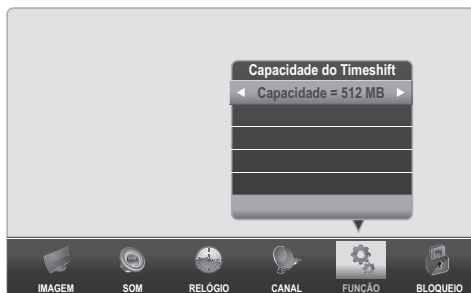 Capacidade do Timeshift
Capacidade = 512 MB
IMAGEM SOM RELÓGIO CANAL FUNÇÃO BLOQUEIO